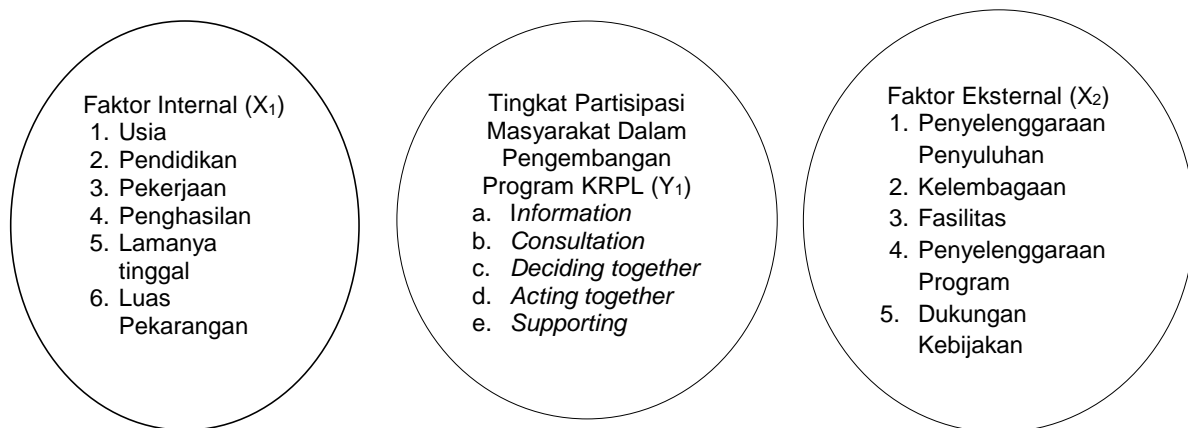 Faktor Internal (X₁)
1. Usia
2. Pendidikan
3. Pekerjaan
4. Penghasilan
5. Lamanya
tinggal
6. Luas
Pekarangan
Tingkat Partisipasi
Masyarakat Dalam
Pengembangan
Program KRPL (Y₁)
a. Information
b. Consultation
c. Deciding together
d. Acting together
e. Supporting
Faktor Eksternal (X₂)
1. Penyelenggaraan
Penyuluhan
2. Kelembagaan
3. Fasilitas
4. Penyelenggaraan
Program
5. Dukungan
Kebijakan